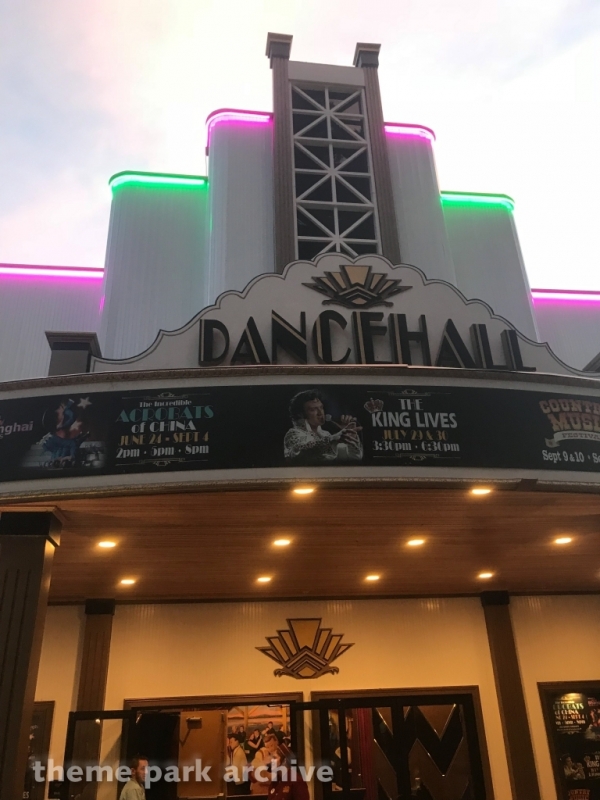 DANCEHALL
The Incredible
ACROBATS
of CHINA
JUNE 24 - SEPT 4
2pm · 5pm · 8pm
THE
KING LIVES
JULY 29 & 30
3:30pm · 6:30pm
COUNTRY
MUSIC
FESTIVAL
Sept 9 & 10
theme park archive